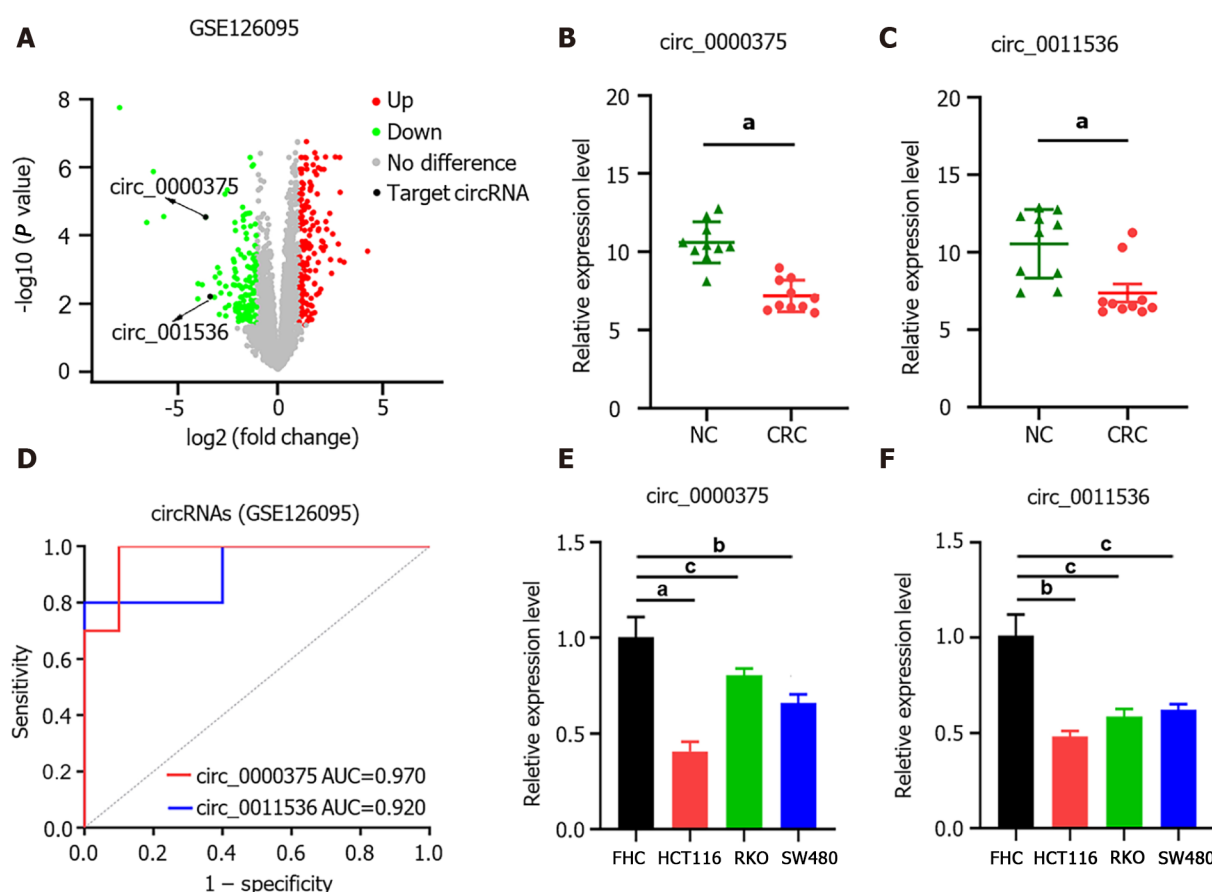 A
GSE126095
-log10 (P value)
8
6
4
2
0
-5
0
5
log2 (fold change)
Up
Down
No difference
Target circRNA
circ_0000375
circ_001536
B
circ_0000375
Relative expression level
20
15
10
5
0
a
NC
CRC
C
circ_0011536
Relative expression level
20
15
10
5
0
a
NC
CRC
D
circRNAs (GSE126095)
Sensitivity
1.0
0.8
0.6
0.4
0.2
0.0
0.0
0.2
0.4
0.6
0.8
1.0
1 – specificity
circ_0000375 AUC=0.970
circ_0011536 AUC=0.920
E
circ_0000375
Reletive expression level
1.5
1.0
0.5
0.0
b
c
a
FHC
HCT116
RKO
SW480
F
circ_0011536
Reletive expression level
1.5
1.0
0.5
0.0
c
c
b
FHC
HCT116
RKO
SW480